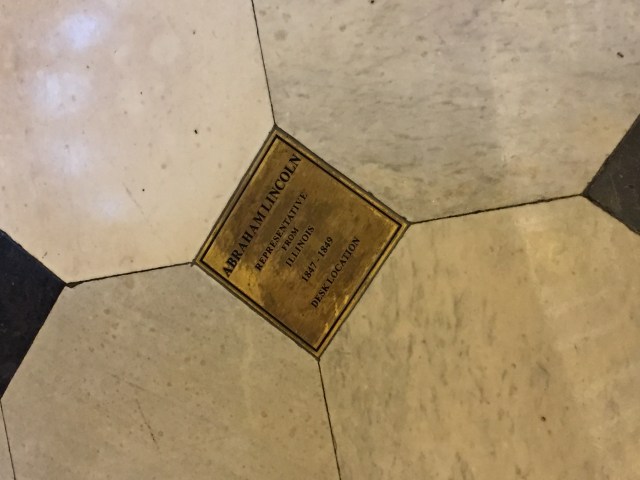 ABRAHAM LINCOLN
REPRESENTATIVE
FROM
ILLINOIS
1847 - 1849
DESK LOCATION